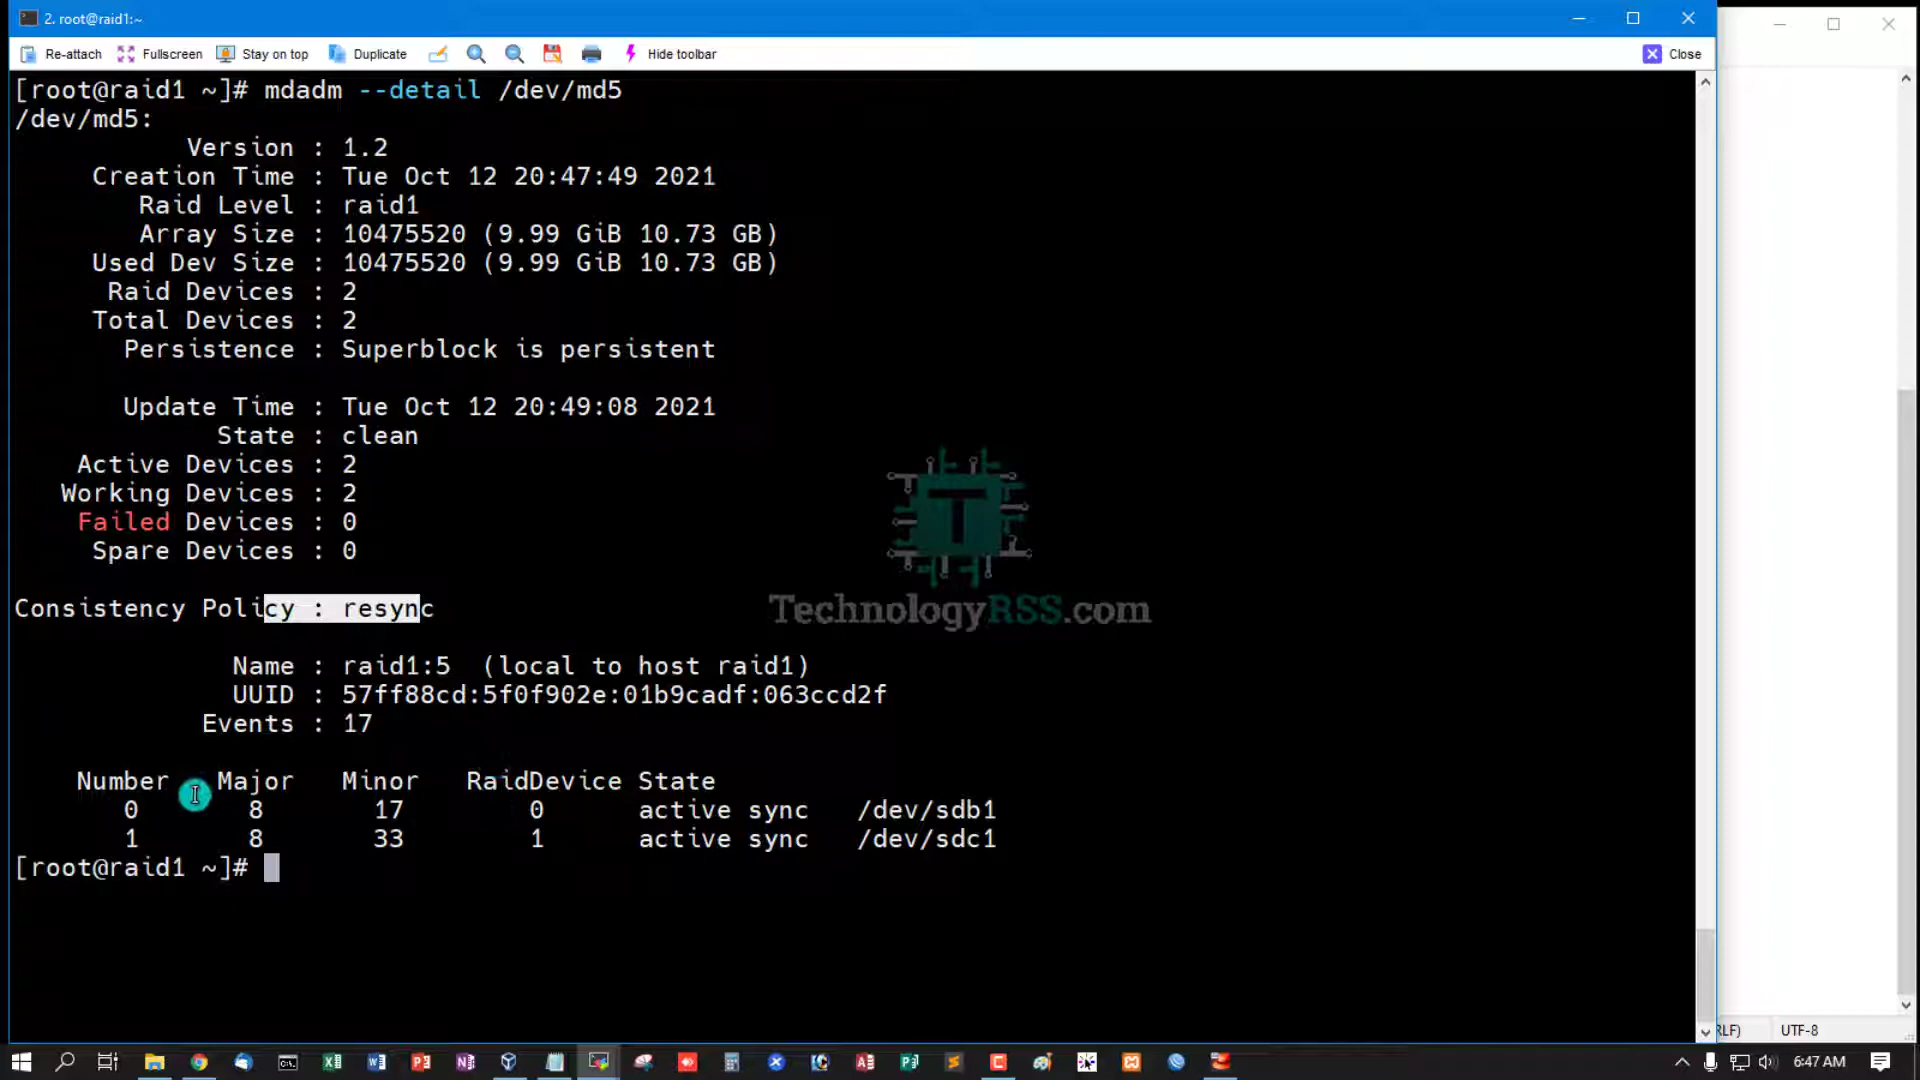 2. root@raid1:~
Re-attach Fullscreen Stay on top Duplicate Hide toolbar Close
[root@raid1 ~]# mdadm --detail /dev/md5
/dev/md5:
Version : 1.2
Creation Time : Tue Oct 12 20:47:49 2021
Raid Level : raid1
Array Size : 10475520 (9.99 GiB 10.73 GB)
Used Dev Size : 10475520 (9.99 GiB 10.73 GB)
Raid Devices : 2
Total Devices : 2
Persistence : Superblock is persistent
Update Time : Tue Oct 12 20:49:08 2021
State : clean
Active Devices : 2
Working Devices : 2
Failed Devices : 0
Spare Devices : 0
Consistency Policy : resync
TechnologyRSS.com
Name : raid1:5 (local to host raid1)
UUID : 57ff88cd:5f0f902e:01b9cadf:063ccd2f
Events : 17
Number Major Minor RaidDevice State
0 8 17 0 active sync /dev/sdb1
1 8 33 1 active sync /dev/sdc1
[root@raid1 ~]#
RLF) UTF-8
6:47 AM